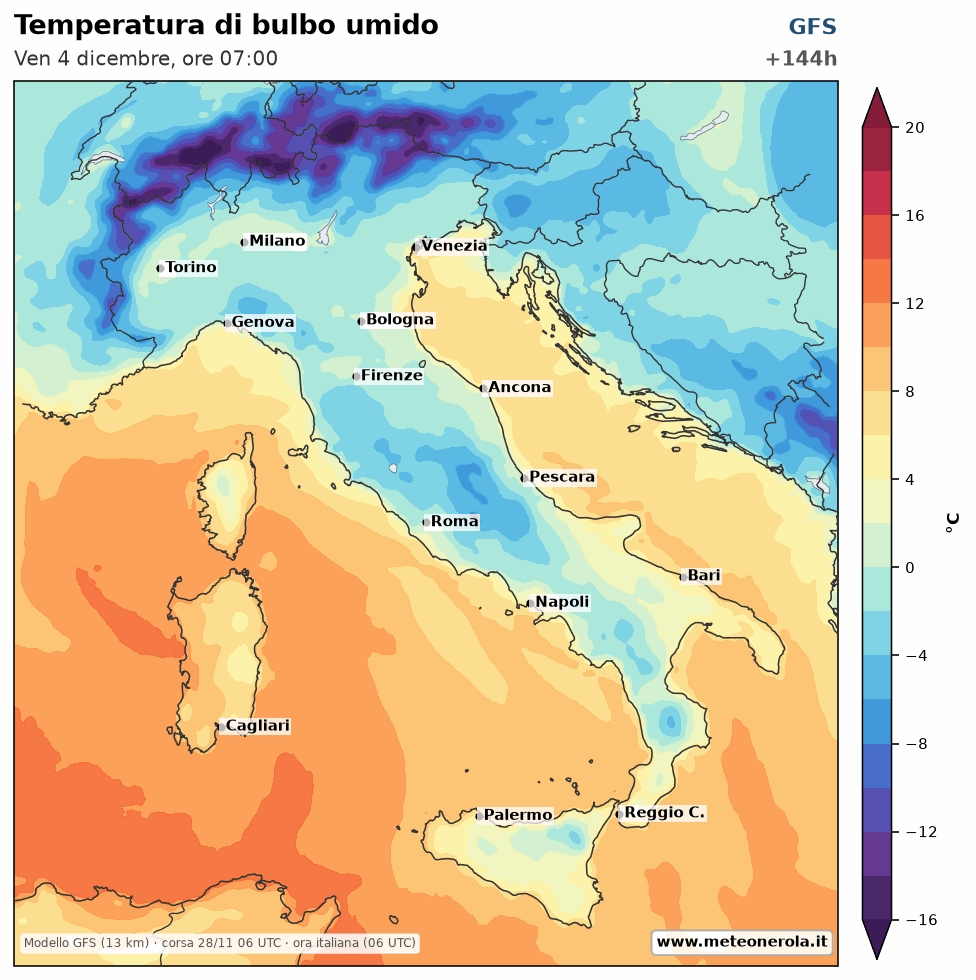 Temperatura di bulbo umido
GFS
Ven 4 dicembre, ore 07:00
+144h
20
16
12
8
4
0
−4
−8
−12
−16
°C
Milano
Venezia
Torino
Genova
Bologna
Firenze
Ancona
Pescara
Roma
Bari
Napoli
Cagliari
Palermo
Reggio C.
Modello GFS (13 km) · corsa 28/11 06 UTC · ora italiana (06 UTC)
www.meteonerola.it